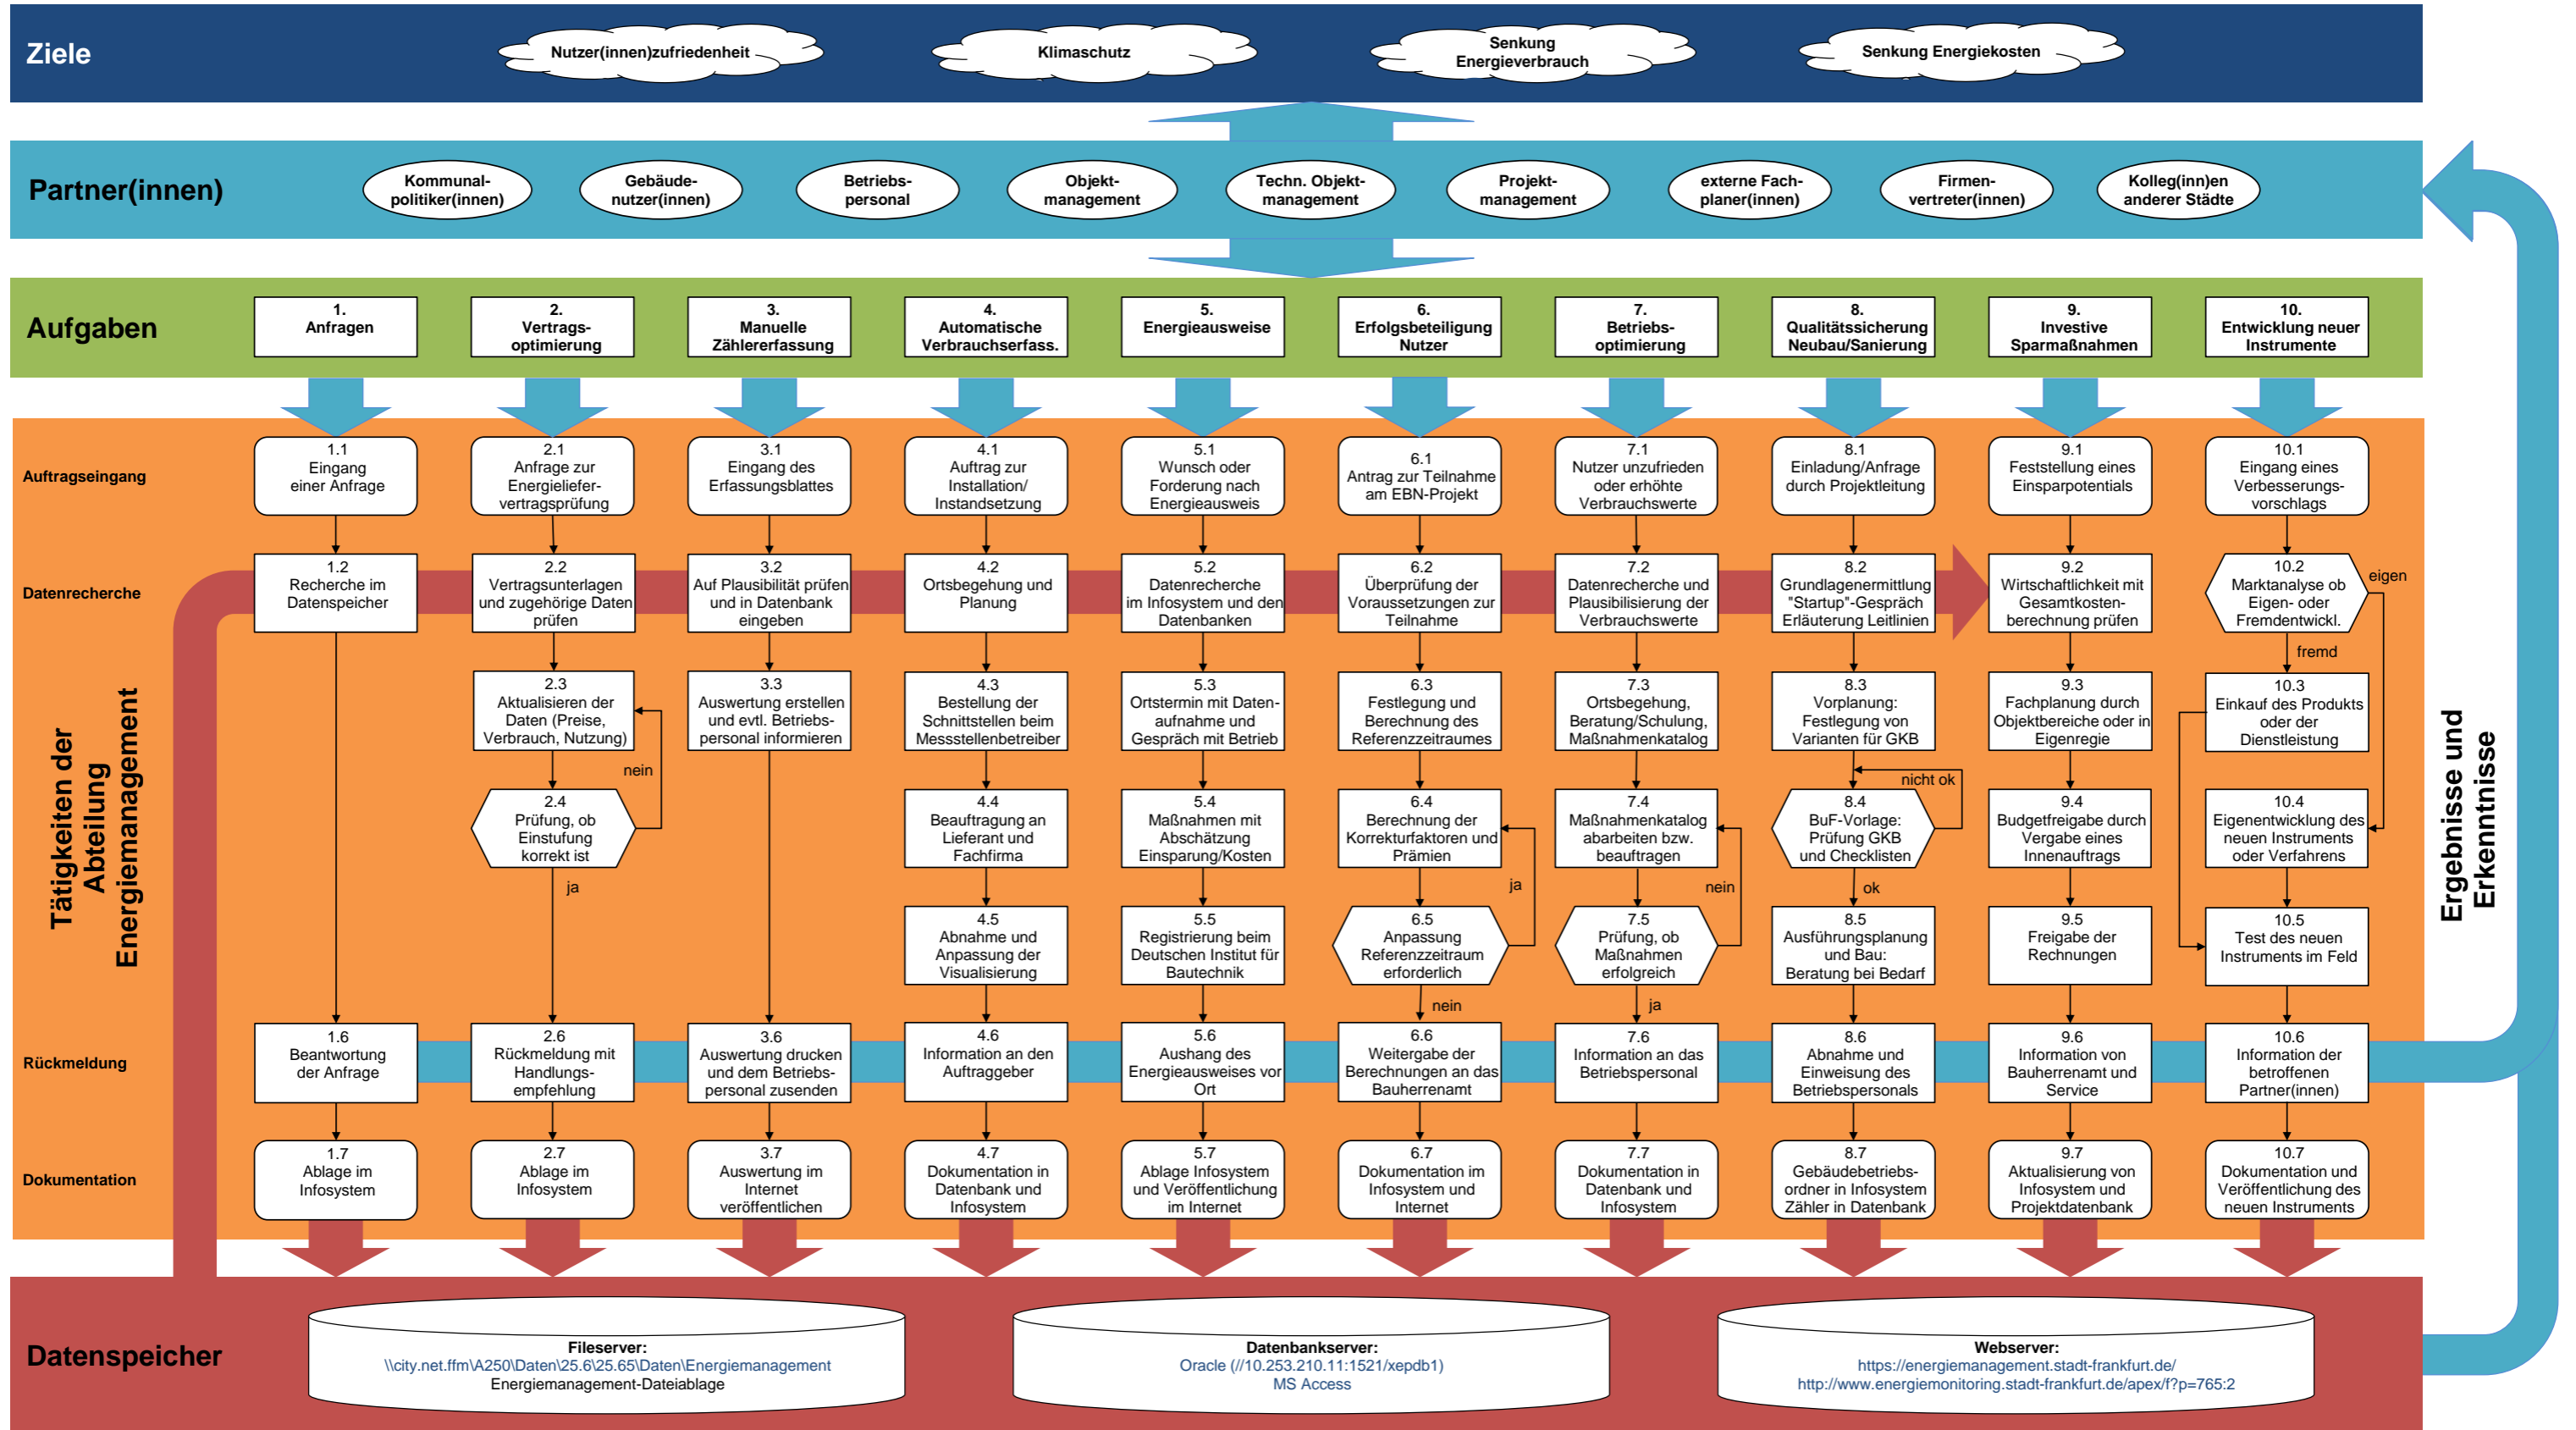 Ziele
Nutzer(innen)zufriedenheit
Klimaschutz
Senkung
Energieverbrauch
Senkung Energiekosten
Partner(innen)
Kommunal-
politiker(innen)
Gebäude-
nutzer(innen)
Betriebs-
personal
Objekt-
management
Techn. Objekt-
management
Projekt-
management
externe Fach-
planer(innen)
Firmen-
vertreter(innen)
Kolleg(inn)en
anderer Städte
Aufgaben
1.
Anfragen
2.
Vertrags-
optimierung
3.
Manuelle
Zählererfassung
4.
Automatische
Verbrauchserfass.
5.
Energieausweise
6.
Erfolgsbeteiligung
Nutzer
7.
Betriebs-
optimierung
8.
Qualitätssicherung
Neubau/Sanierung
9.
Investive
Sparmaßnahmen
10.
Entwicklung neuer
Instrumente
Tätigkeiten der
Abteilung
Energiemanagement
Auftragseingang
1.1
Eingang
einer Anfrage
2.1
Anfrage zur
Energieliefer-
vertragsprüfung
3.1
Eingang des
Erfassungsblattes
4.1
Auftrag zur
Installation/
Instandsetzung
5.1
Wunsch oder
Forderung nach
Energieausweis
6.1
Antrag zur Teilnahme
am EBN-Projekt
7.1
Nutzer unzufrieden
oder erhöhte
Verbrauchswerte
8.1
Einladung/Anfrage
durch Projektleitung
9.1
Feststellung eines
Einsparpotentials
10.1
Eingang eines
Verbesserungs-
vorschlags
Datenrecherche
1.2
Recherche im
Datenspeicher
2.2
Vertragsunterlagen
und zugehörige Daten
prüfen
3.2
Auf Plausibilität prüfen
und in Datenbank
eingeben
4.2
Ortsbegehung und
Planung
5.2
Datenrecherche
im Infosystem und den
Datenbanken
6.2
Überprüfung der
Voraussetzungen zur
Teilnahme
7.2
Datenrecherche und
Plausibilisierung der
Verbrauchswerte
8.2
Grundlagenermittlung
"Startup"-Gespräch
Erläuterung Leitlinien
9.2
Wirtschaftlichkeit mit
Gesamtkosten-
berechnung prüfen
10.2
Marktanalyse ob
Eigen- oder
Fremdentwickl.
eigen
fremd
2.3
Aktualisieren der
Daten (Preise,
Verbrauch, Nutzung)
nein
3.3
Auswertung erstellen
und evtl. Betriebs-
personal informieren
4.3
Bestellung der
Schnittstellen beim
Messstellenbetreiber
5.3
Ortstermin mit Daten-
aufnahme und
Gespräch mit Betrieb
6.3
Festlegung und
Berechnung des
Referenzzeitraumes
7.3
Ortsbegehung,
Beratung/Schulung,
Maßnahmenkatalog
8.3
Vorplanung:
Festlegung von
Varianten für GKB
nicht ok
9.3
Fachplanung durch
Objektbereiche oder in
Eigenregie
10.3
Einkauf des Produkts
oder der
Dienstleistung
2.4
Prüfung, ob
Einstufung
korrekt ist
ja
4.4
Beauftragung an
Lieferant und
Fachfirma
5.4
Maßnahmen mit
Abschätzung
Einsparung/Kosten
6.4
Berechnung der
Korrekturfaktoren und
Prämien
ja
7.4
Maßnahmenkatalog
abarbeiten bzw.
beauftragen
nein
8.4
BuF-Vorlage:
Prüfung GKB
und Checklisten
ok
9.4
Budgetfreigabe durch
Vergabe eines
Innenauftrags
10.4
Eigenentwicklung des
neuen Instruments
oder Verfahrens
4.5
Abnahme und
Anpassung der
Visualisierung
5.5
Registrierung beim
Deutschen Institut für
Bautechnik
6.5
Anpassung
Referenzzeitraum
erforderlich
nein
7.5
Prüfung, ob
Maßnahmen
erfolgreich
ja
8.5
Ausführungsplanung
und Bau:
Beratung bei Bedarf
9.5
Freigabe der
Rechnungen
10.5
Test des neuen
Instruments im Feld
Rückmeldung
1.6
Beantwortung
der Anfrage
2.6
Rückmeldung mit
Handlungs-
empfehlung
3.6
Auswertung drucken
und dem Betriebs-
personal zusenden
4.6
Information an den
Auftraggeber
5.6
Aushang des
Energieausweises vor
Ort
6.6
Weitergabe der
Berechnungen an das
Bauherrenamt
7.6
Information an das
Betriebspersonal
8.6
Abnahme und
Einweisung des
Betriebspersonals
9.6
Information von
Bauherrenamt und
Service
10.6
Information der
betroffenen
Partner(innen)
Dokumentation
1.7
Ablage im
Infosystem
2.7
Ablage im
Infosystem
3.7
Auswertung im
Internet
veröffentlichen
4.7
Dokumentation in
Datenbank und
Infosystem
5.7
Ablage Infosystem
und Veröffentlichung
im Internet
6.7
Dokumentation im
Infosystem und
Internet
7.7
Dokumentation in
Datenbank und
Infosystem
8.7
Gebäudebetriebs-
ordner in Infosystem
Zähler in Datenbank
9.7
Aktualisierung von
Infosystem und
Projektdatenbank
10.7
Dokumentation und
Veröffentlichung des
neuen Instruments
Ergebnisse und
Erkenntnisse
Datenspeicher
Fileserver:
\\city.net.ffm\A250\Daten\25.6\25.65\Daten\Energiemanagement
Energiemanagement-Dateiablage
Datenbankserver:
Oracle (//10.253.210.11:1521/xepdb1)
MS Access
Webserver:
https://energiemanagement.stadt-frankfurt.de/
http://www.energiemonitoring.stadt-frankfurt.de/apex/f?p=765:2